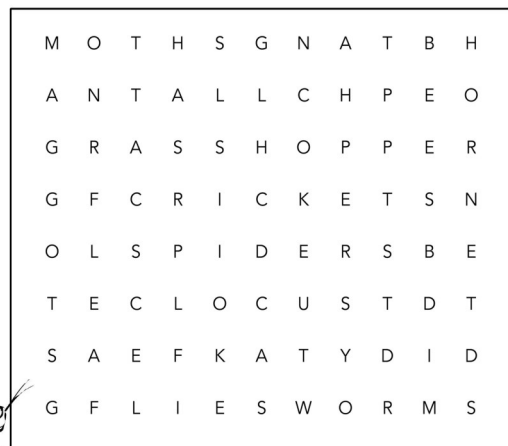 M O T H S G N A T B H
A N T A L L C H P E O
G R A S S H O P P E R
G F C R I C K E T S N
O L S P I D E R S B E
T E C L O C U S T D T
S A E F K A T Y D I D
G F L I E S W O R M S